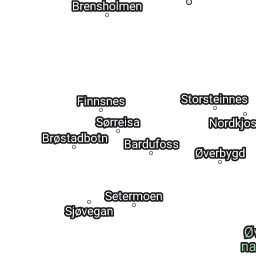 Brensholmen
Finnsnes
Storsteinnes
Sørreisa
Nordkjos
Brøstadbotn
Bardufoss
Øverbygd
Setermoen
Sjøvegan